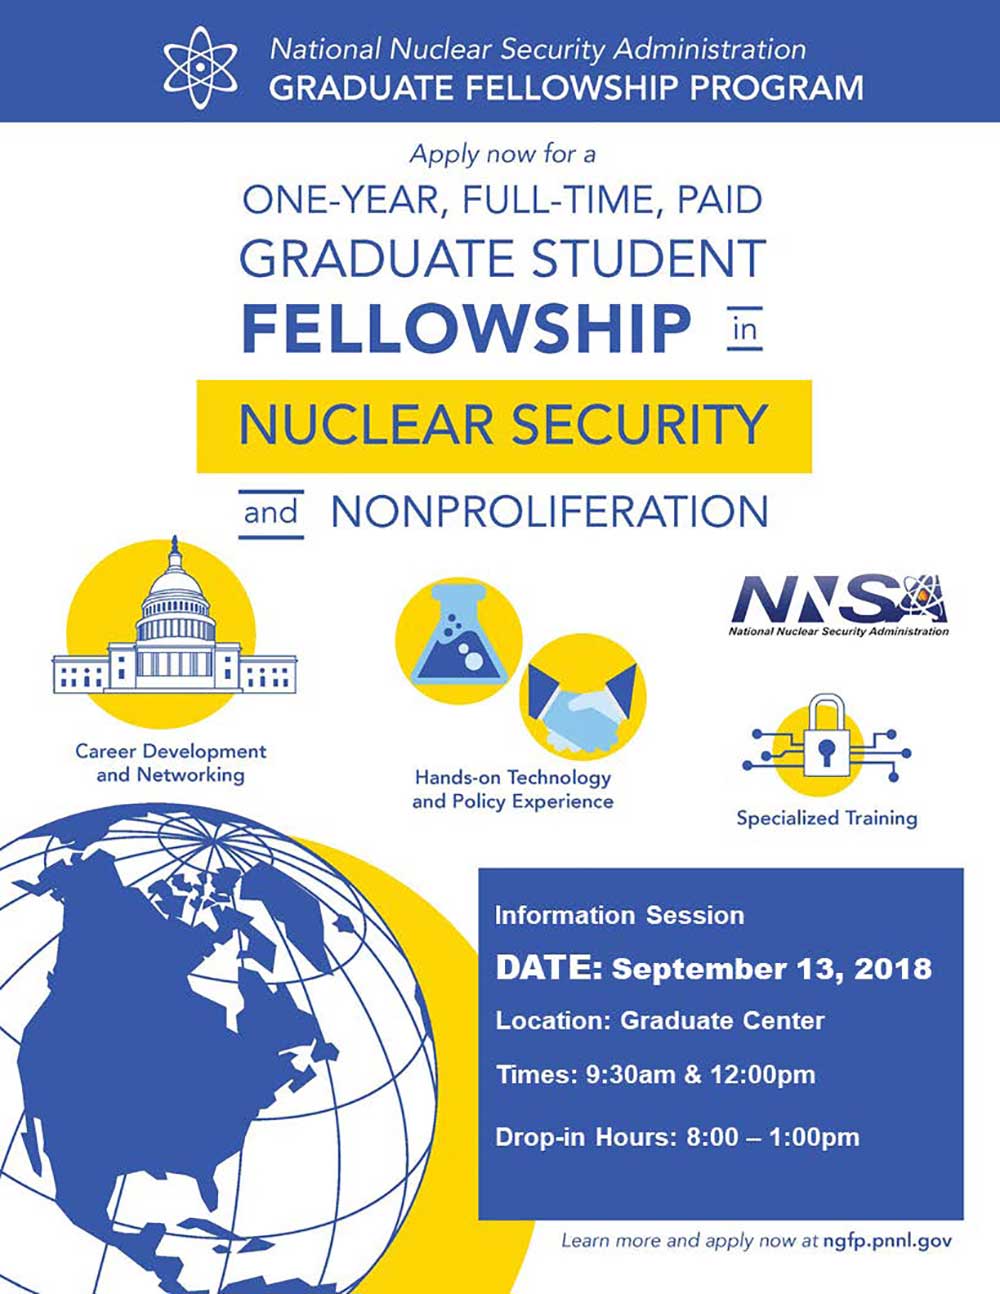 National Nuclear Security Administration
GRADUATE FELLOWSHIP PROGRAM
Apply now for a
ONE-YEAR, FULL-TIME, PAID
GRADUATE STUDENT
FELLOWSHIP in
NUCLEAR SECURITY
and NONPROLIFERATION
NNSA
National Nuclear Security Administration
Career Development
and Networking
Hands-on Technology
and Policy Experience
Specialized Training
Information Session
DATE: September 13, 2018
Location: Graduate Center
Times: 9:30am & 12:00pm
Drop-in Hours: 8:00 – 1:00pm
Learn more and apply now at ngfp.pnnl.gov